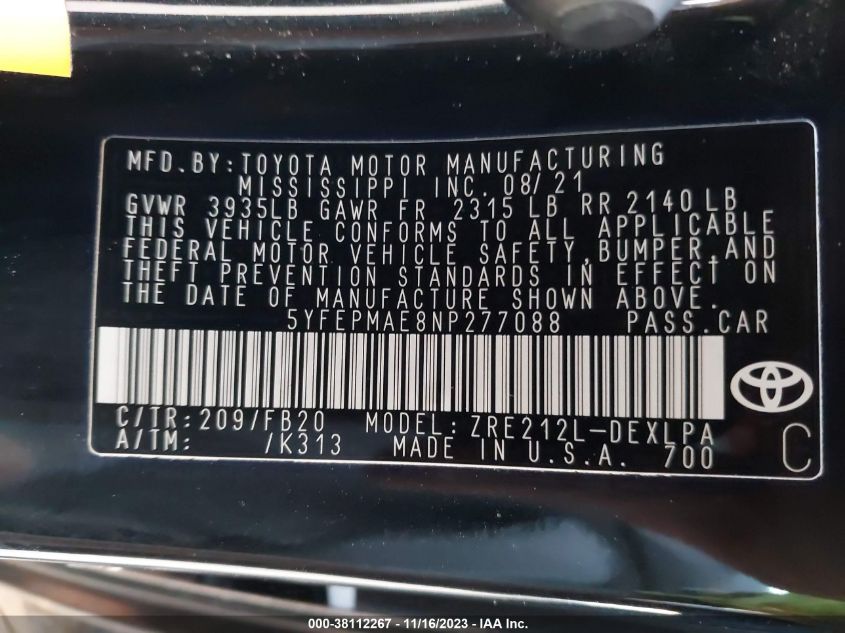 MFD.BY:TOYOTA MOTOR MANUFACTURING
MISSISSIPPI INC. 08/21
GVWR 3935LB GAWR FR 2315 LB RR 2140 LB
THIS VEHICLE CONFORMS TO ALL APPLICABLE
FEDERAL MOTOR VEHICLE SAFETY,BUMPER,AND
THEFT PREVENTION STANDARDS IN EFFECT ON
THE DATE OF MANUFACTURE SHOWN ABOVE.
5YFEPMAE8NP277088 PASS.CAR
C/TR:209/FB20 MODEL:ZRE212L-DEXLPA
A/TM: /K313 MADE IN U.S.A. 700 C
000-38112267 - 11/16/2023 - IAA Inc.